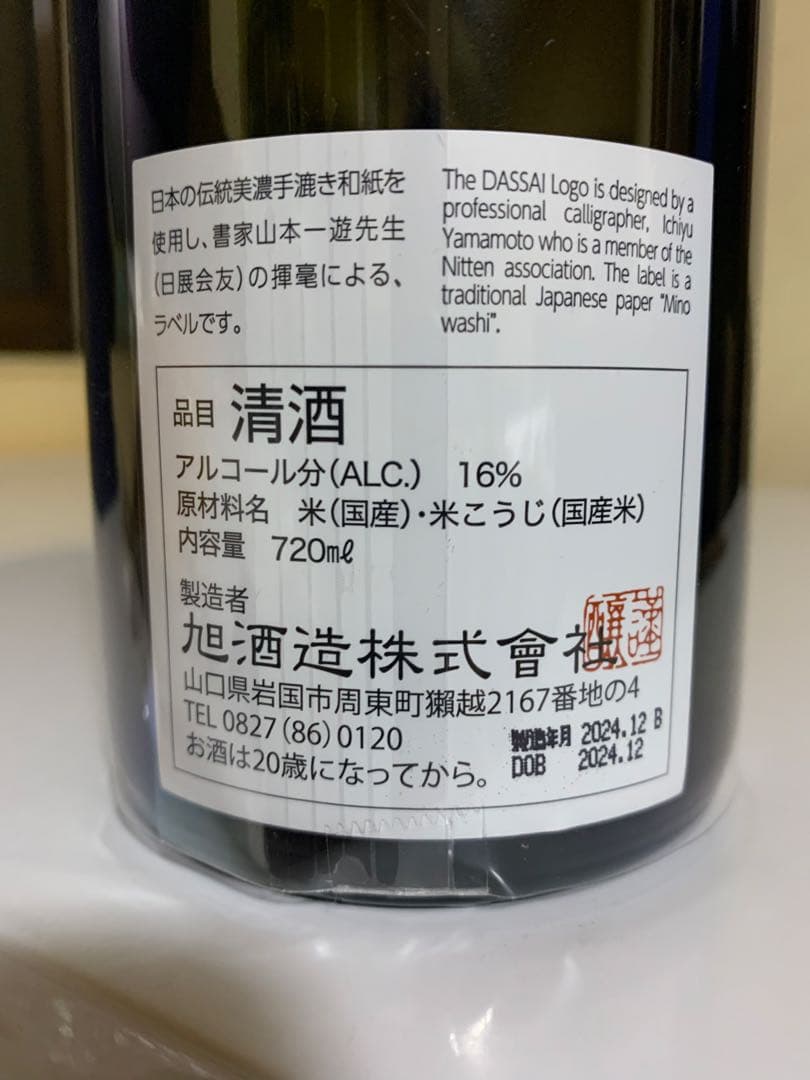 日本の伝統美濃手漉き和紙を
使用し、書家山本一遊先生
(日展会友)の揮毫による、
ラベルです。
The DASSAI Logo is designed by a
professional calligrapher, Ichiyu
Yamamoto who is a member of the
Nitten association. The label is a
traditional Japanese paper "Mino
washi".
品目 清酒
アルコール分(ALC.) 16%
原材料名 米(国産)・米こうじ(国産米)
内容量 720㎖
製造者
旭酒造株式會社
謹醸
山口県岩国市周東町獺越2167番地の4
TEL 0827(86)0120
お酒は20歳になってから。
製造年月 2024.12 B
DOB 2024.12